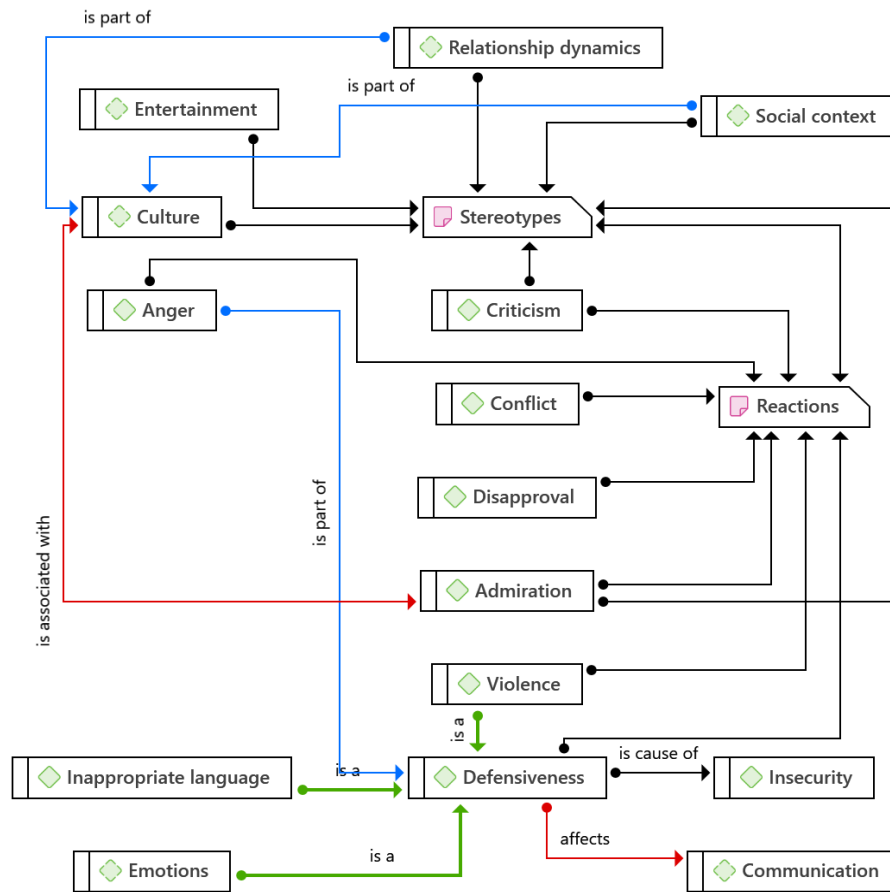 is part of
Relationship dynamics
is part of
Entertainment
Social context
Culture
Stereotypes
Anger
Criticism
Conflict
Reactions
is part of
Disapproval
is associated with
Admiration
Violence
is a
is cause of
Inappropriate language
is a
Defensiveness
Insecurity
affects
is a
Emotions
Communication